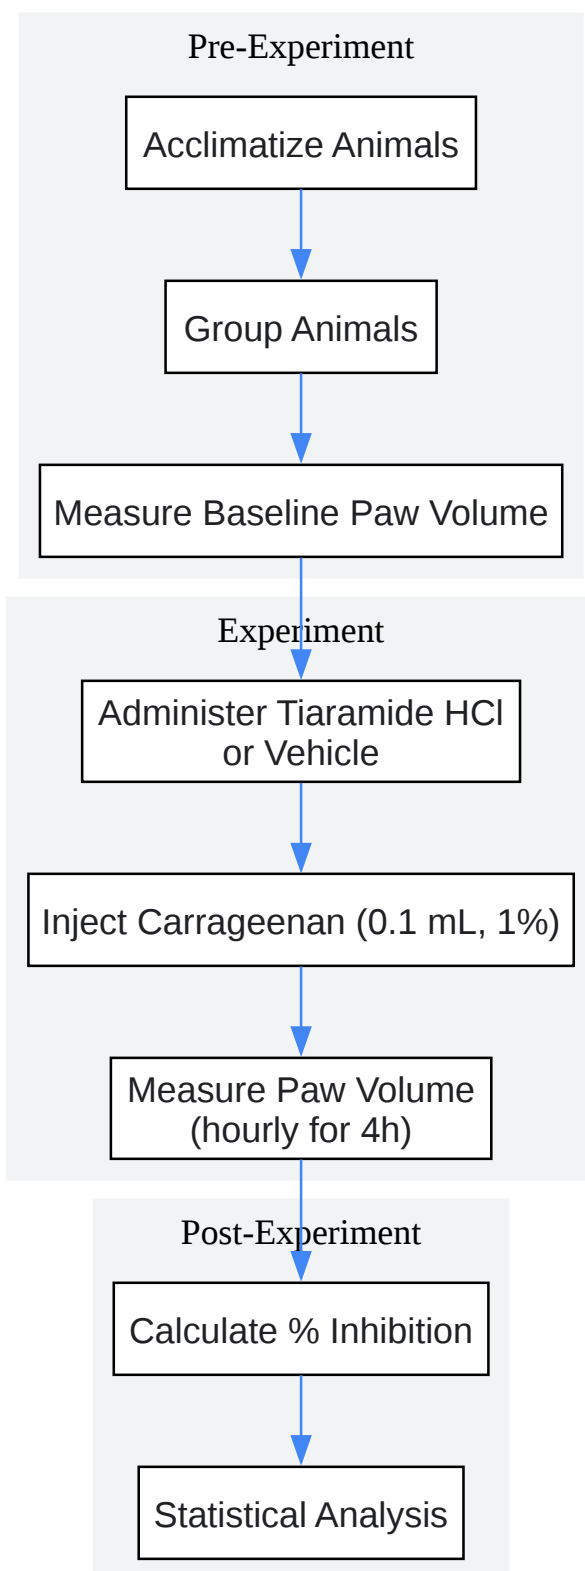 Pre-Experiment
Acclimatize Animals
Group Animals
Measure Baseline Paw Volume
Experiment
Administer Tiaramide HCl
or Vehicle
Inject Carrageenan (0.1 mL, 1%)
Measure Paw Volume
(hourly for 4h)
Post-Experiment
Calculate % Inhibition
Statistical Analysis